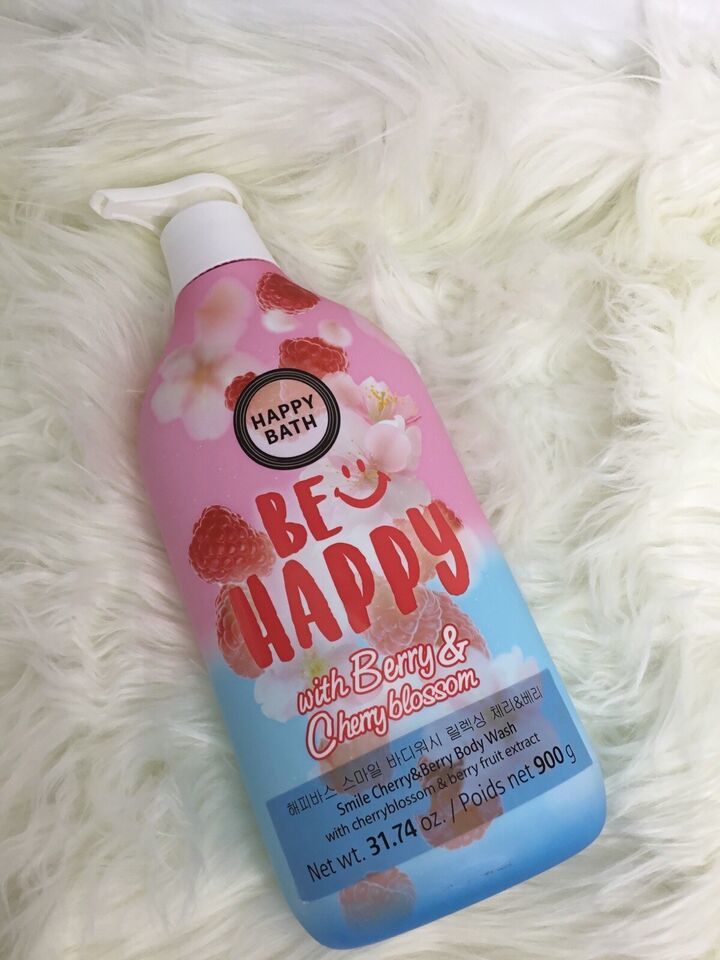 HAPPY
BATH
BE
HAPPY
with Berry &
Cherry blossom
해피바스 스마일 바디워시 릴렉싱 체리&베리
Smile Cherry&Berry Body Wash
with cherryblossom & berry fruit extract
Net wt. 31.74 oz. / Poids net 900 g